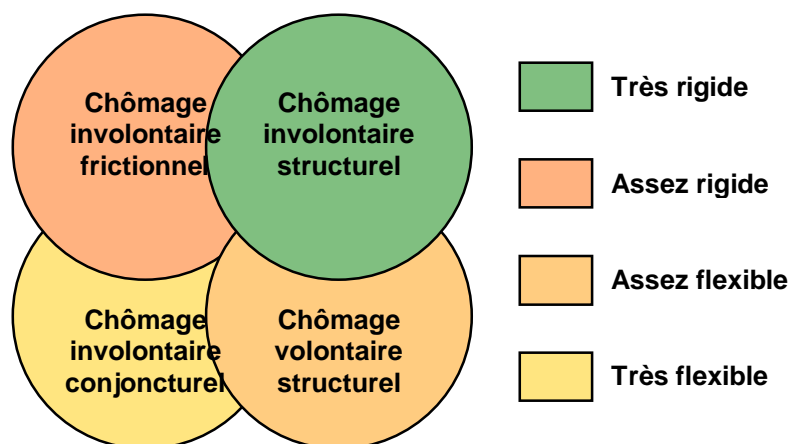 Chômage
involontaire
frictionnel
Chômage
involontaire
structurel
Chômage
involontaire
conjoncturel
Chômage
volontaire
structurel
Très rigide
Assez rigide
Assez flexible
Très flexible